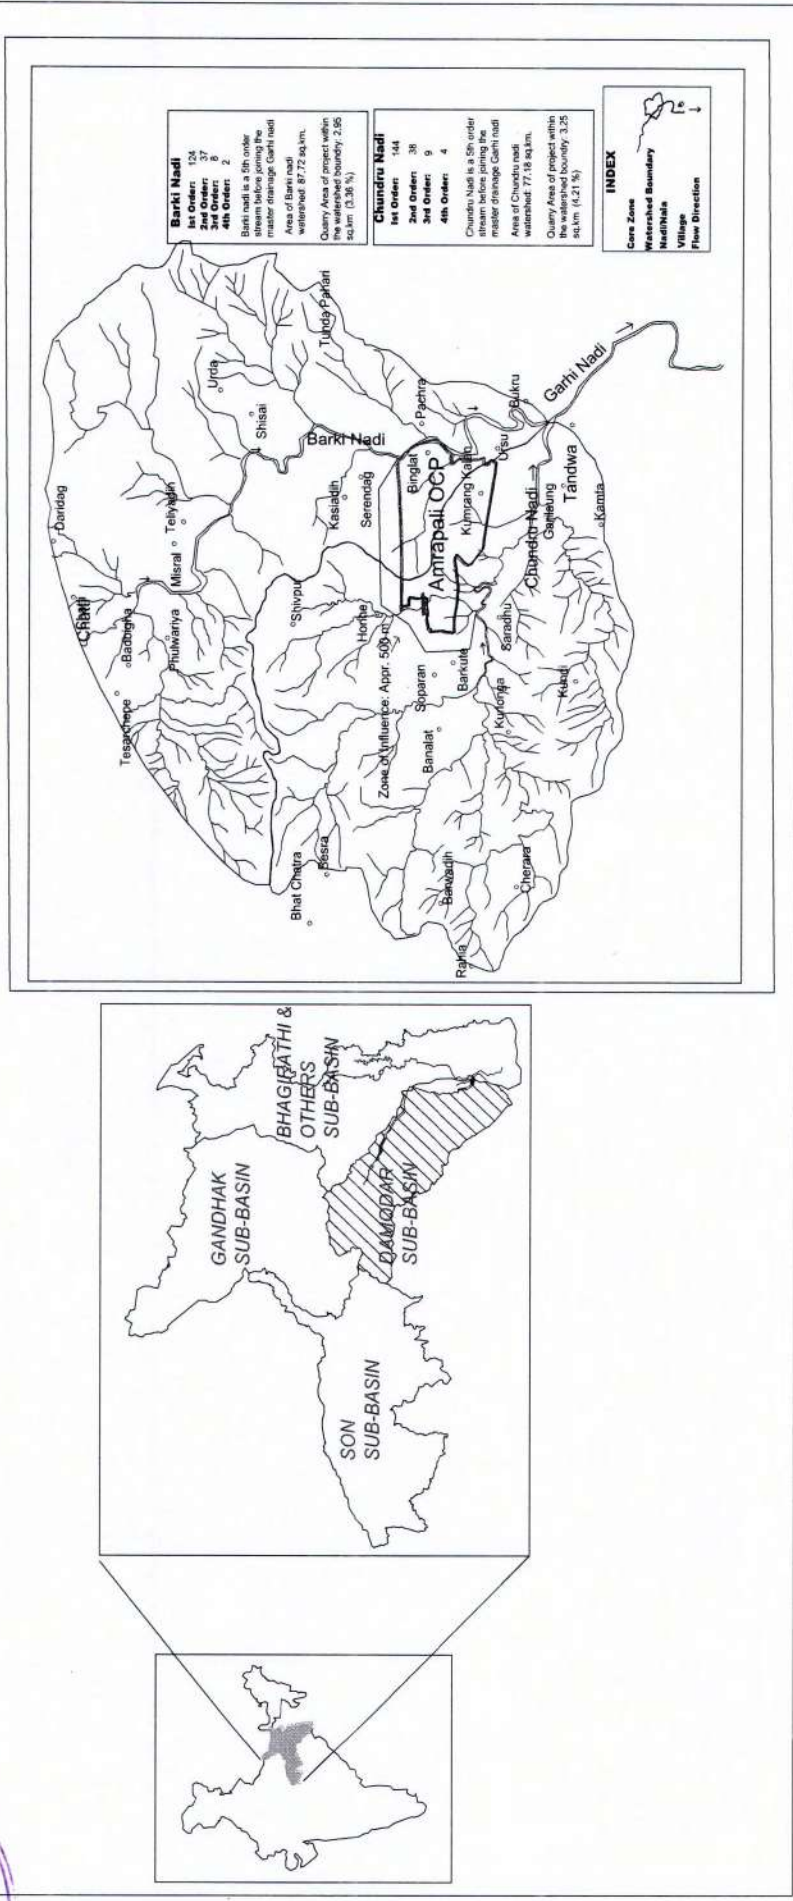 Barki Nadi
1st Order: 124
2nd Order: 37
3rd Order: 8
4th Order: 2
Barki nadi is a 5th order
stream before joining the
master drainage Garhi nadi
Area of Barki nadi
watershed: 87.72 sq.km.
Quarry Area of project within
the watershed boundry: 2.95
sq.km (3.36 %)
Chundru Nadi
Ist Order: 144
2nd Order: 38
3rd Order: 9
4th Order: 4
Chundru Nadi is a 5th order
stream before joining the
master drainage Garhi nadi
Area of Chundru nadi
watershed: 77.18 sq.km.
Quarry Area of project within
the watershed boundry: 3.25
sq.km (4.21 %)
INDEX
Core Zone
Watershed Boundary
Nadi/Nala
Village
Flow Direction
Daridag
Urda
Tunda Pahari
Shisai
Teliyadih
Misral
Chatti
Badbigha
Phulwariya
Tesarchepe
Barki Nadi
Pachra
Bukru
Garhi Nadi
Kasiadih
Serendag
Binglat
Amrapali OCP
Kumrang Kalan
Ursu
Chundru Nadi
Tandwa
Kamta
Shivpur
Honhe
Zone of Influence: Appr. 500 m
Soparan
Barkute
Saradhu
Kundi
Banalat
Bhat Chatra
Besra
Barwadih
Cherara
GANDHAK
SUB-BASIN
BHAGIRATHI &
OTHERS
SUB-BASIN
DAMODAR
SUB-BASIN
SON
SUB-BASIN